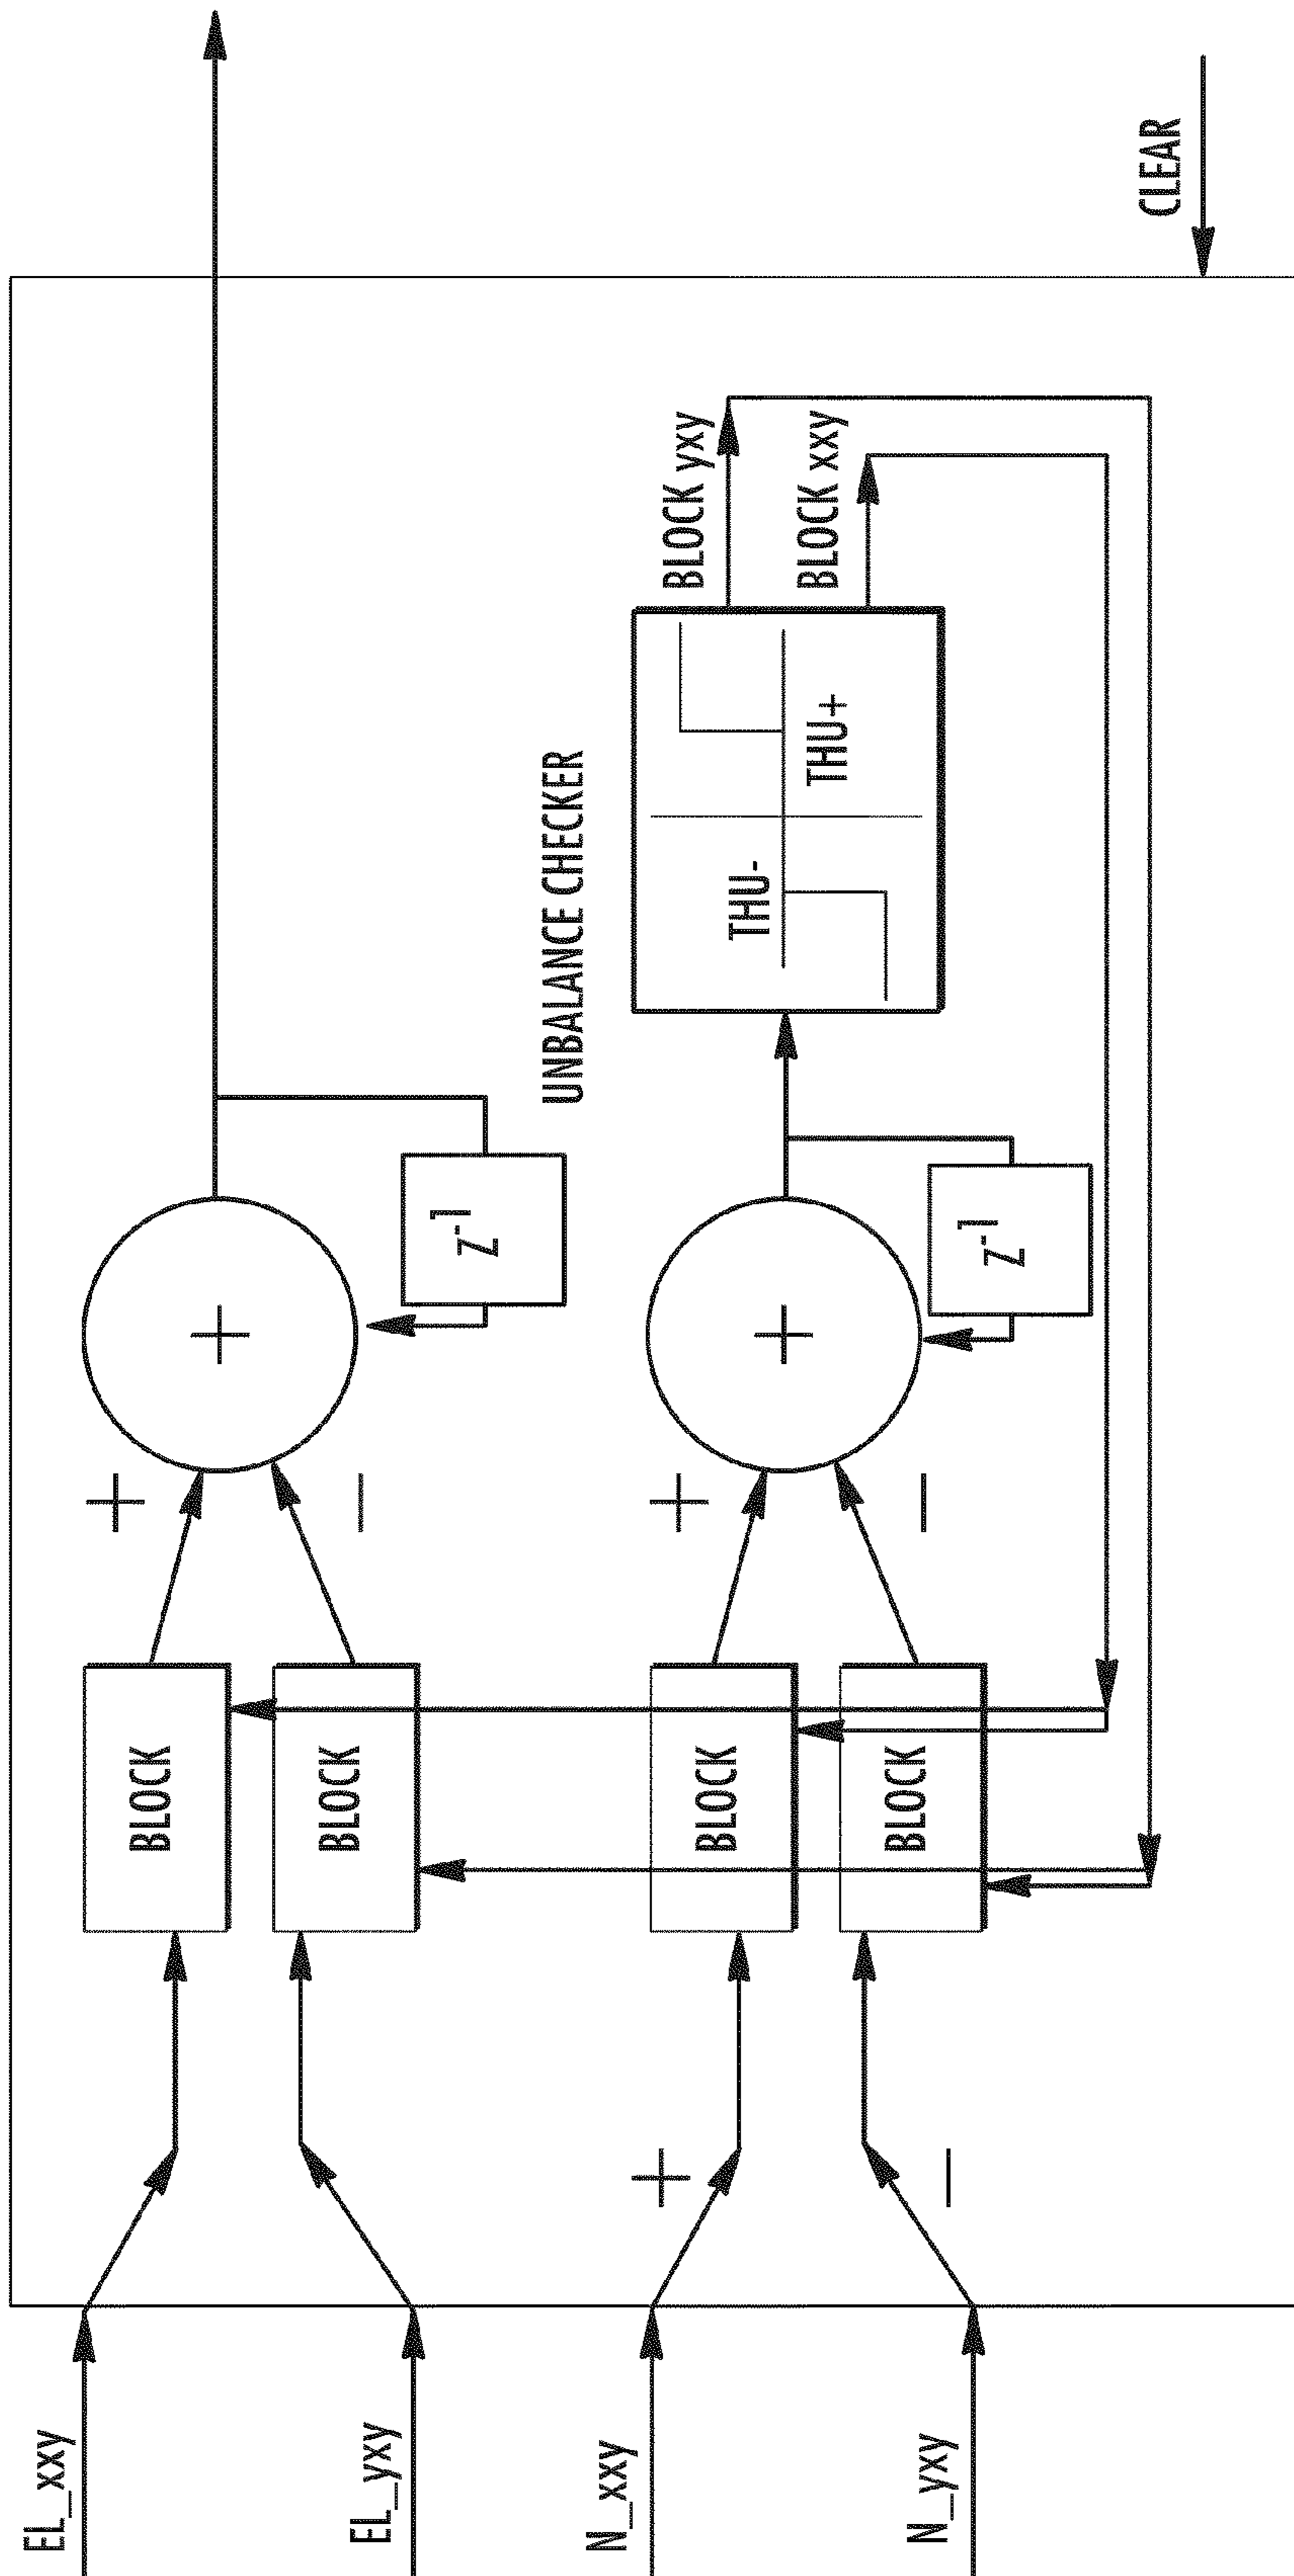 EL_xxy
EL_yxy
N_xxy
N_yxy
+
−
BLOCK
BLOCK
BLOCK
BLOCK
+
−
+
−
+
+
z-1
z-1
UNBALANCE CHECKER
THU-
THU+
BLOCK yxy
BLOCK xxy
CLEAR